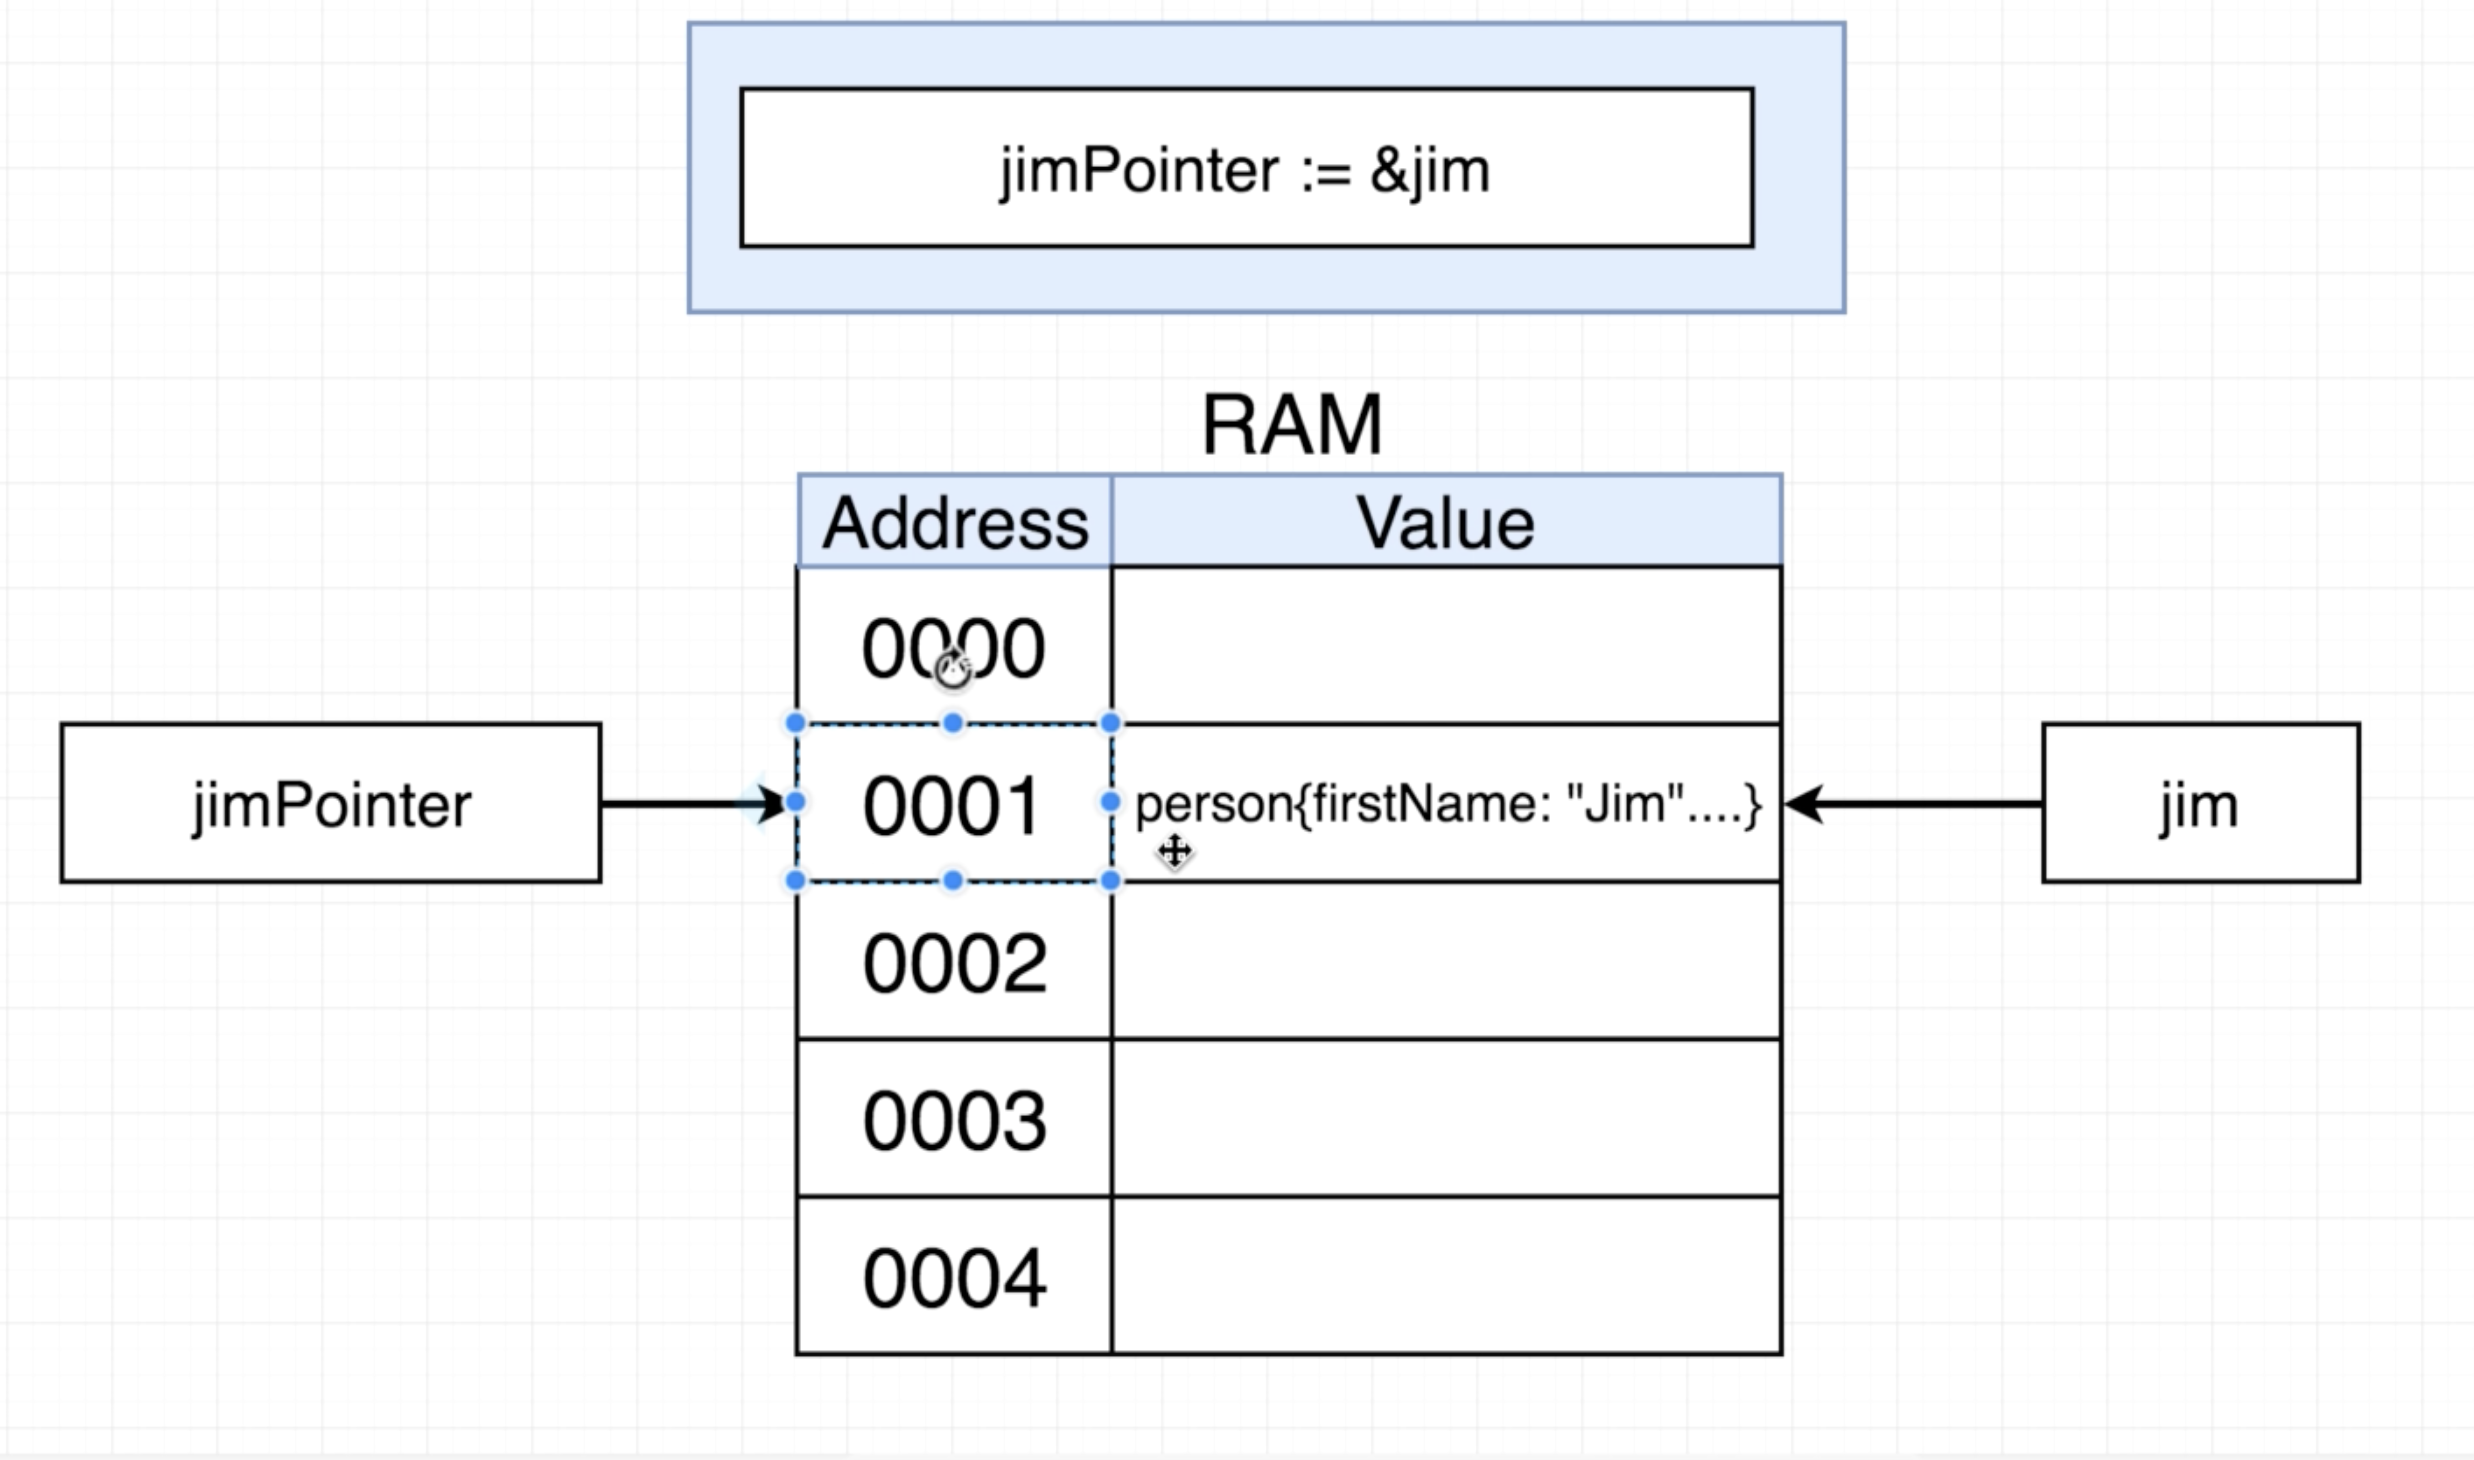 jimPointer := &jim
RAM
Address Value
0000
jimPointer 0001 person{firstName: "Jim"....} jim
0002
0003
0004